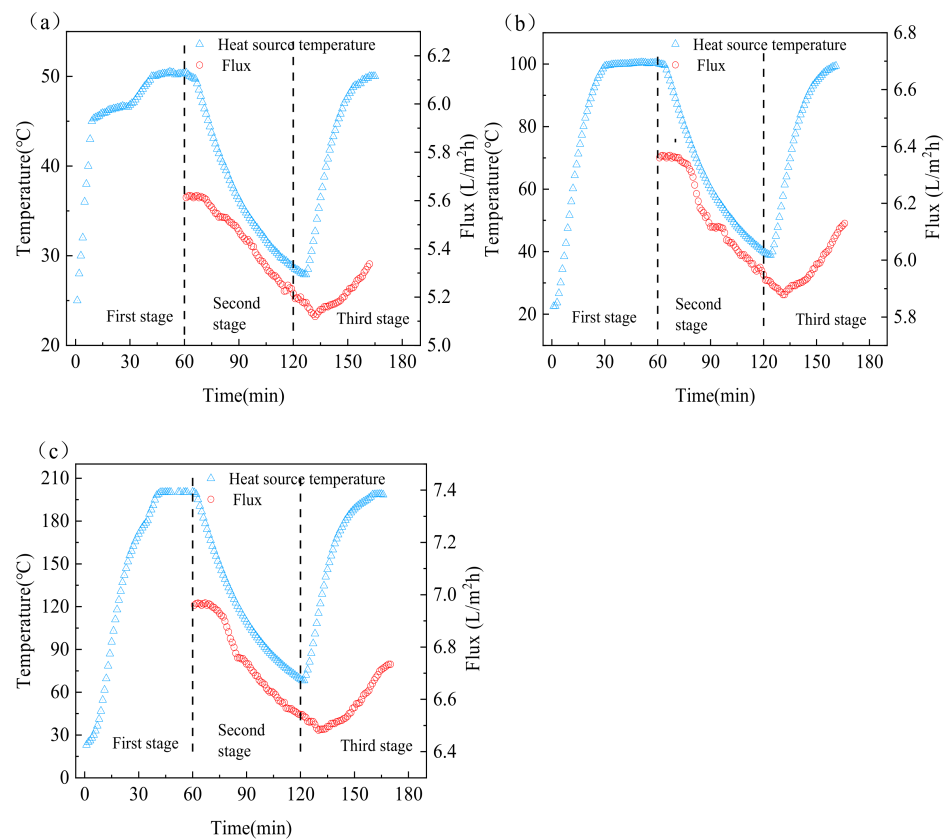 (a)
Heat source temperature
Flux
Temperature(℃)
50
40
30
20
6.2
6.0
5.8
5.6
5.4
5.2
5.0
Flux (L/m²h)
First stage
Second
stage
Third stage
0 30 60 90 120 150 180
Time(min)
(b)
Heat source temperature
Flux
Temperature(℃)
100
80
60
40
20
6.8
6.6
6.4
6.2
6.0
5.8
Flux (L/m²h)
First stage
Second
stage
Third stage
0 30 60 90 120 150 180
Time(min)
(c)
Heat source temperature
Flux
Temperature(℃)
210
180
150
120
90
60
30
0
7.4
7.2
7.0
6.8
6.6
6.4
Flux (L/m²h)
First stage
Second
stage
Third stage
0 30 60 90 120 150 180
Time(min)